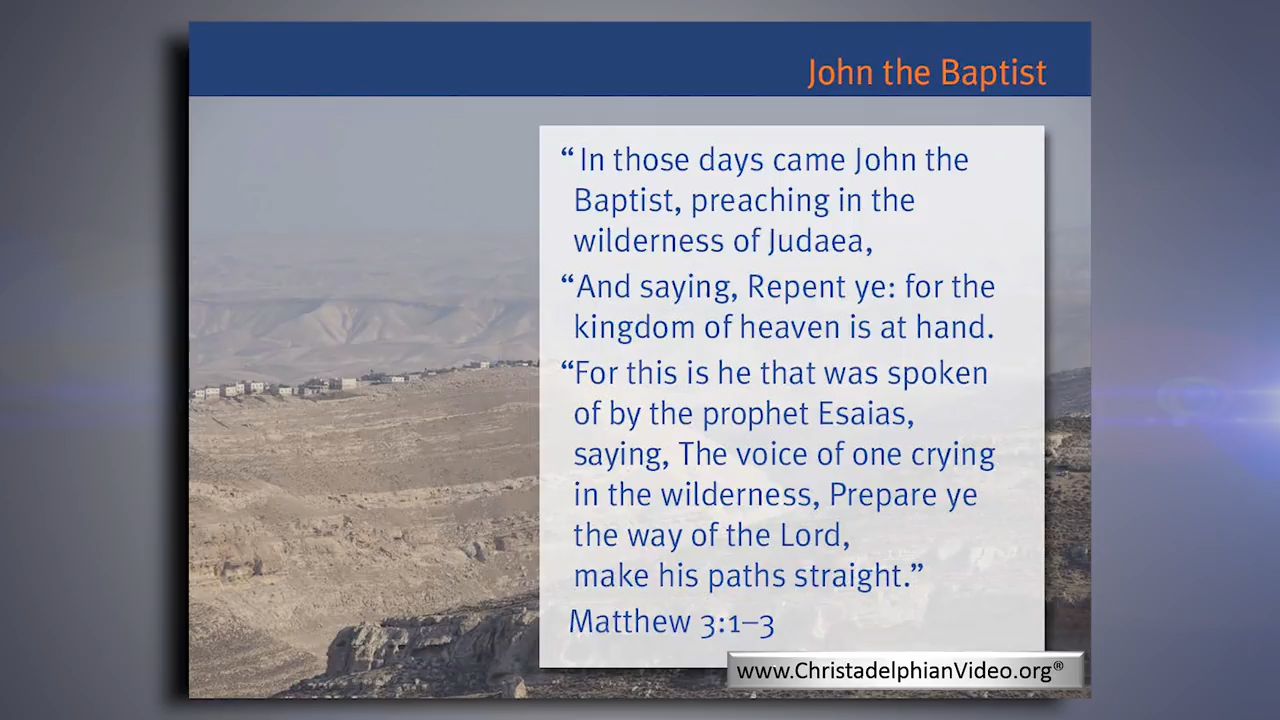 John the Baptist
“ In those days came John the
Baptist, preaching in the
wilderness of Judaea,
“And saying, Repent ye: for the
kingdom of heaven is at hand.
“For this is he that was spoken
of by the prophet Esaias,
saying, The voice of one crying
in the wilderness, Prepare ye
the way of the Lord,
make his paths straight.”
Matthew 3:1–3
www.ChristadelphianVideo.org®